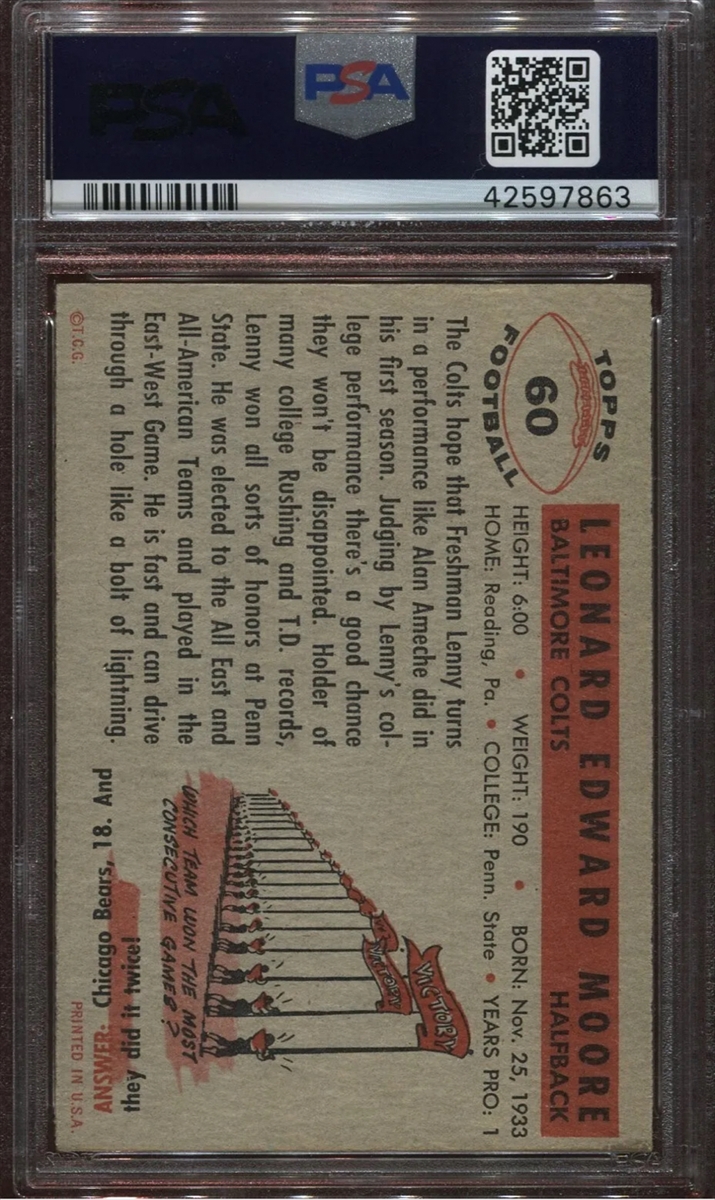 PSA
PSA
42597863
TOPPS
60
FOOTBALL
LEONARD EDWARD MOORE
BALTIMORE COLTS HALFBACK
HEIGHT: 6:00 • WEIGHT: 190 • BORN: Nov. 25, 1933
HOME: Reading, Pa. • COLLEGE: Penn. State • YEARS PRO: 1
The Colts hope that Freshman Lenny turns
in a performance like Alan Ameche did in
his first season. Judging by Lenny's col-
lege performance there's a good chance
they won't be disappointed. Holder of
many college Rushing and T.D. records,
Lenny won all sorts of honors at Penn
State. He was elected to the All East and
All-American Teams and played in the
East-West Game. He is fast and can drive
through a hole like a bolt of lightning.
VICTORY
VICTORY
WHICH TEAM WON THE MOST
CONSECUTIVE GAMES?
ANSWER: Chicago Bears, 18. And
they did it twice!
©T.C.G.
PRINTED IN U.S.A.